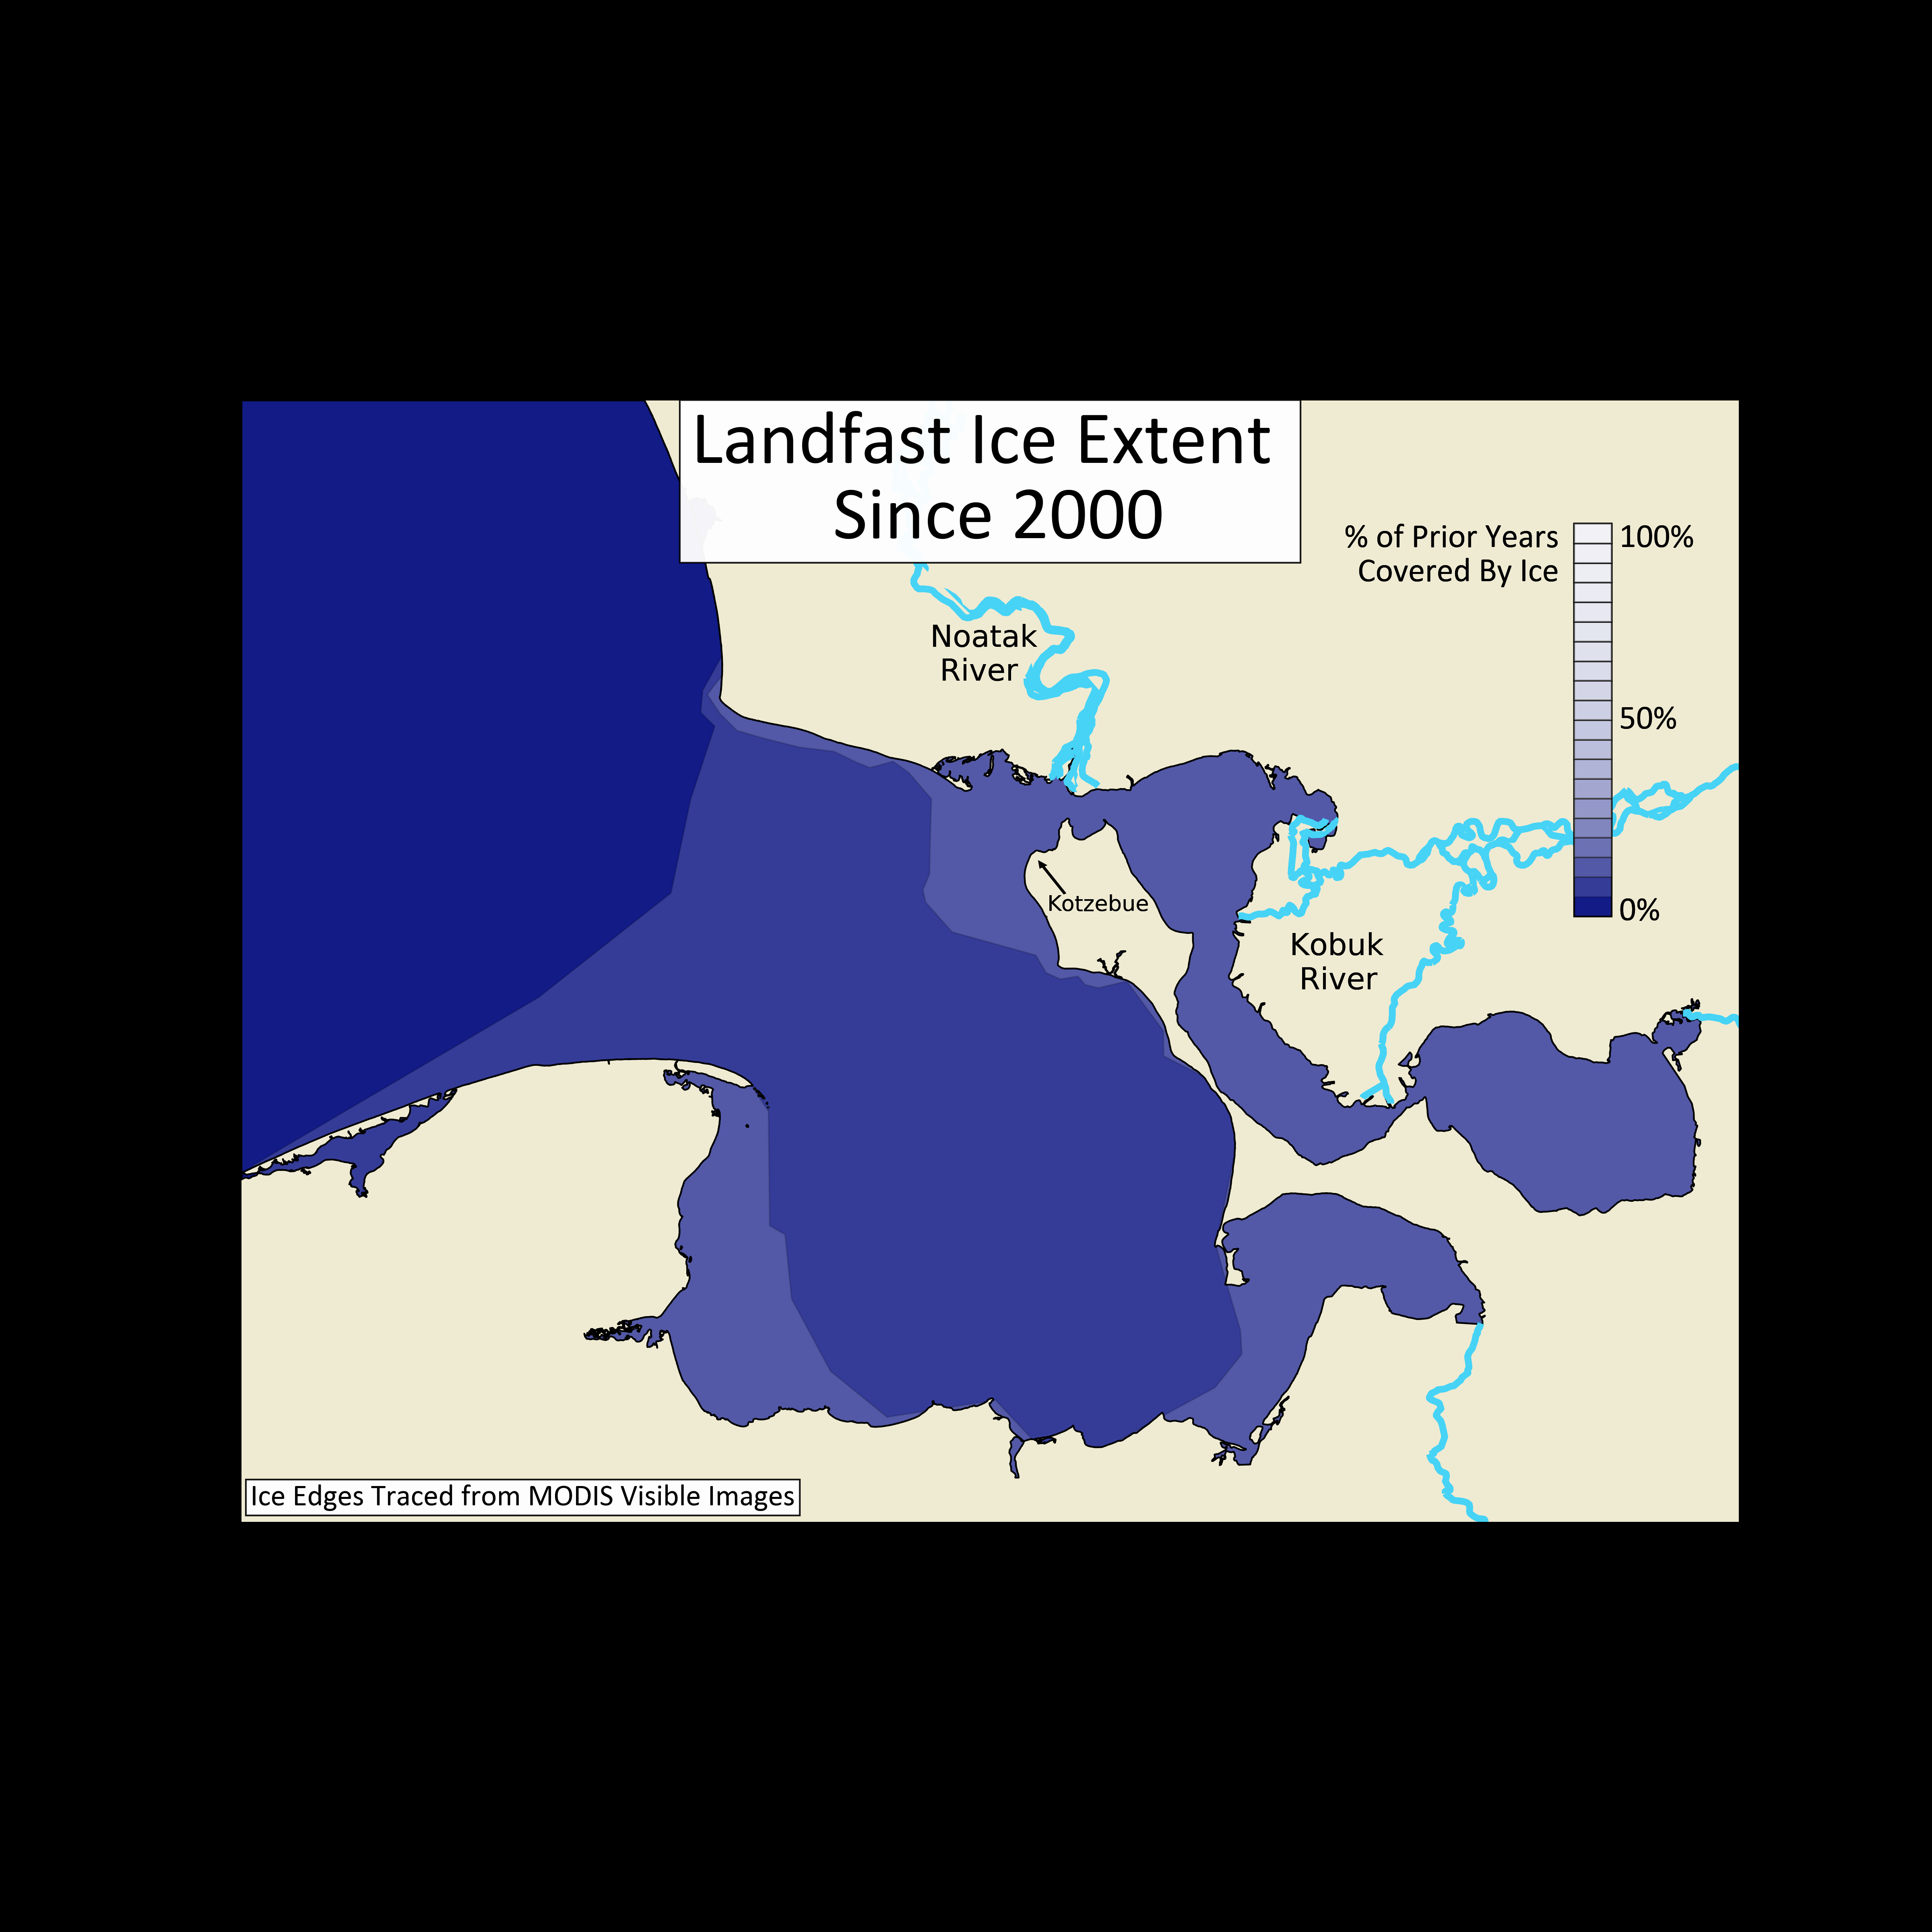 Landfast Ice Extent
Since 2000
% of Prior Years
Covered By Ice
100%
50%
0%
Noatak
River
Kotzebue
Kobuk
River
Ice Edges Traced from MODIS Visible Images